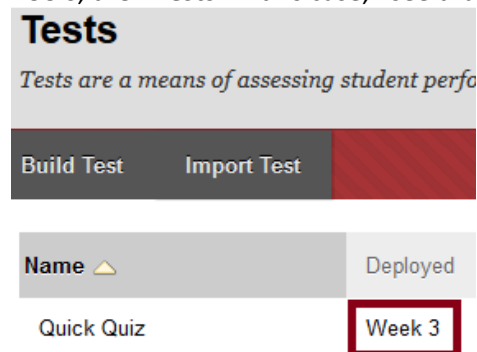 Tests
Tests are a means of assessing student perfo
Build Test Import Test
Name Deployed
Quick Quiz Week 3